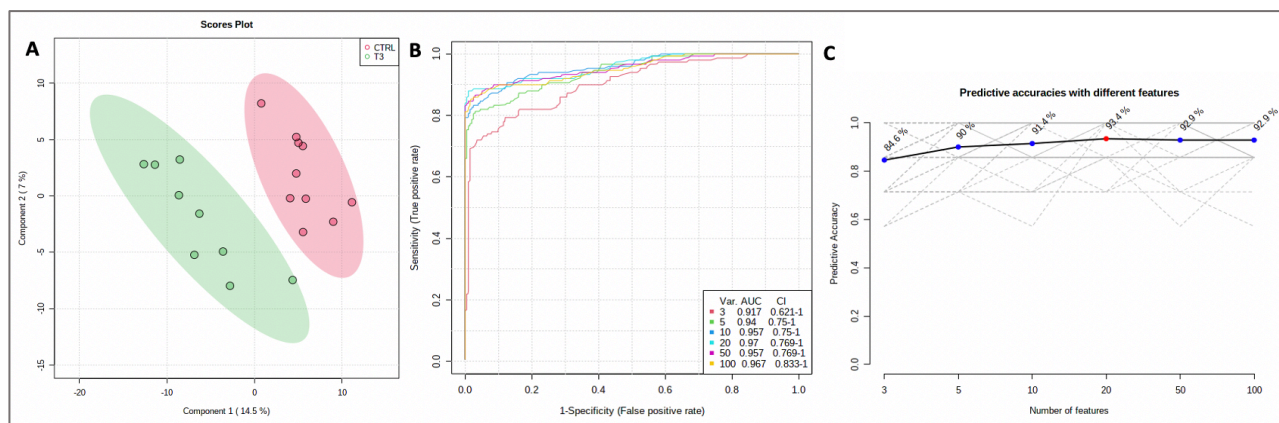 A
Scores Plot
CTRL
T3
Component 2 ( 7 %)
10
5
0
-5
-10
-15
-20
-10
0
10
Component 1 ( 14.5 %)
B
Sensitivity (True positive rate)
1.0
0.8
0.6
0.4
0.2
0.0
Var. AUC CI
3 0.917 0.621-1
5 0.94 0.75-1
10 0.957 0.75-1
20 0.97 0.769-1
50 0.957 0.769-1
100 0.967 0.833-1
0.0
0.2
0.4
0.6
0.8
1.0
1-Specificity (False positive rate)
C
Predictive accuracies with different features
Predictive Accuracy
1.0
0.8
0.6
0.4
0.2
0.0
84.6 %
90 %
91.4 %
93.4 %
92.9 %
92.9 %
3
5
10
20
50
100
Number of features